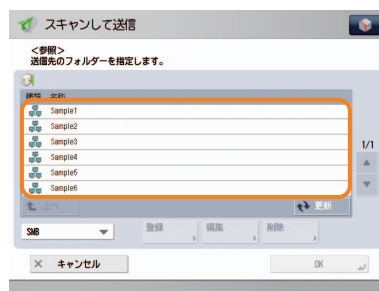 スキャンして送信
<参照>
送信先のフォルダーを指定します。
種類 名称
Sample1
Sample2
Sample3
Sample4
Sample5
Sample6
1/1
上へ
更新
SMB
登録
編集
削除
キャンセル
OK